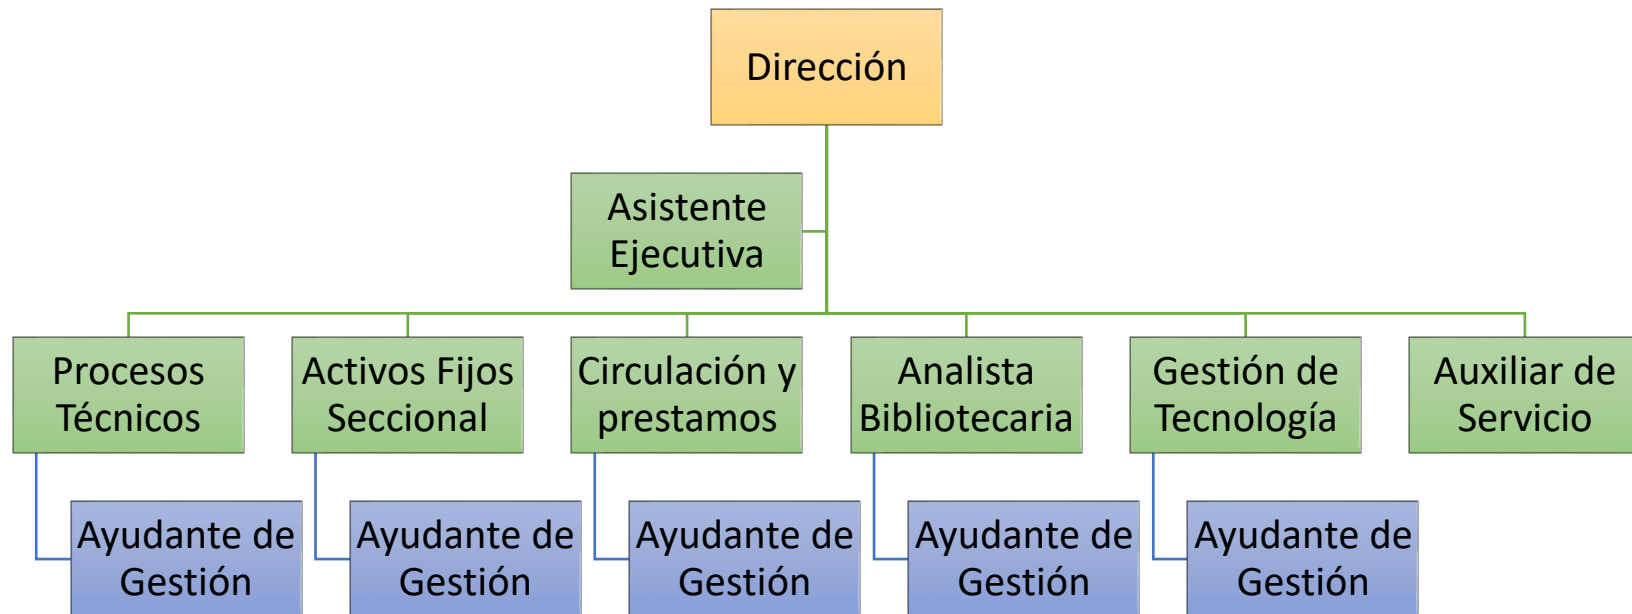 Dirección
Asistente
Ejecutiva
Procesos
Técnicos
Activos Fijos
Seccional
Circulación y
prestamos
Analista
Bibliotecaria
Gestión de
Tecnología
Auxiliar de
Servicio
Ayudante de
Gestión
Ayudante de
Gestión
Ayudante de
Gestión
Ayudante de
Gestión
Ayudante de
Gestión